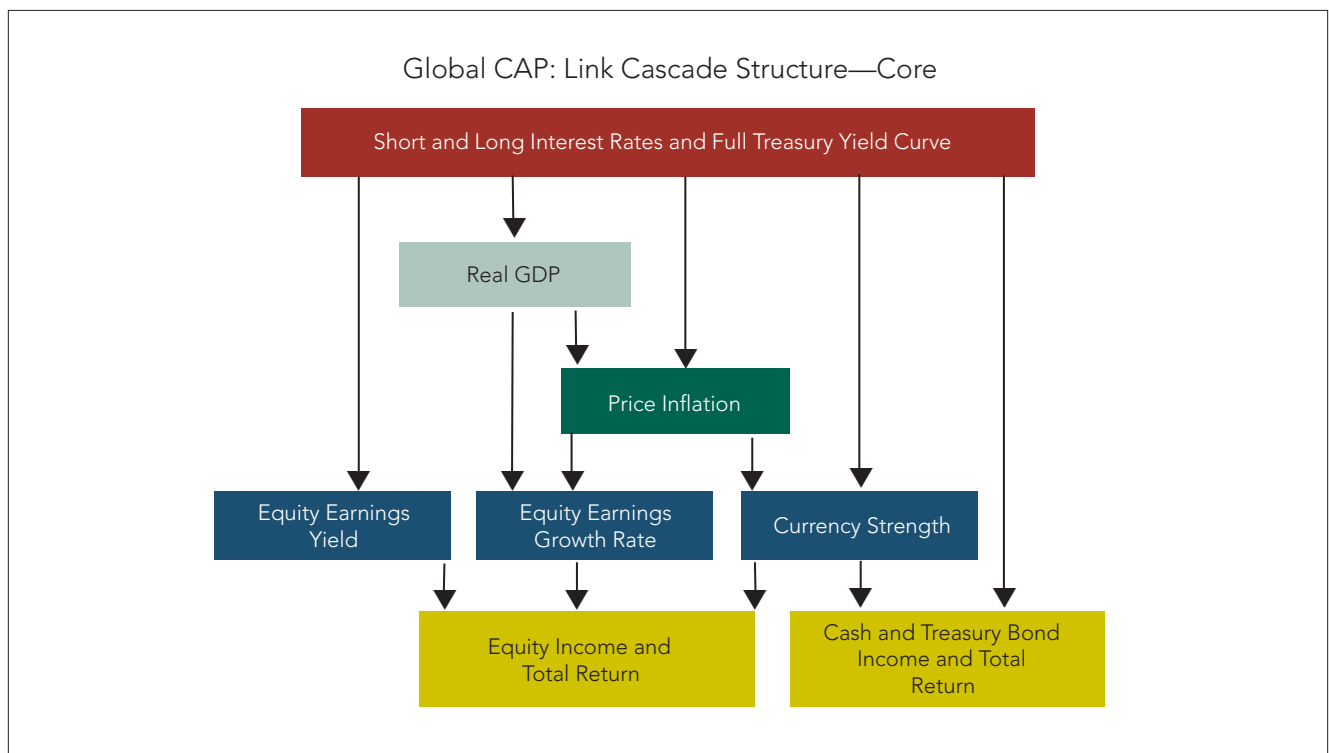 Global CAP: Link Cascade Structure—Core
Short and Long Interest Rates and Full Treasury Yield Curve
Real GDP
Price Inflation
Equity Earnings
Yield
Equity Earnings
Growth Rate
Currency Strength
Equity Income and
Total Return
Cash and Treasury Bond
Income and Total
Return